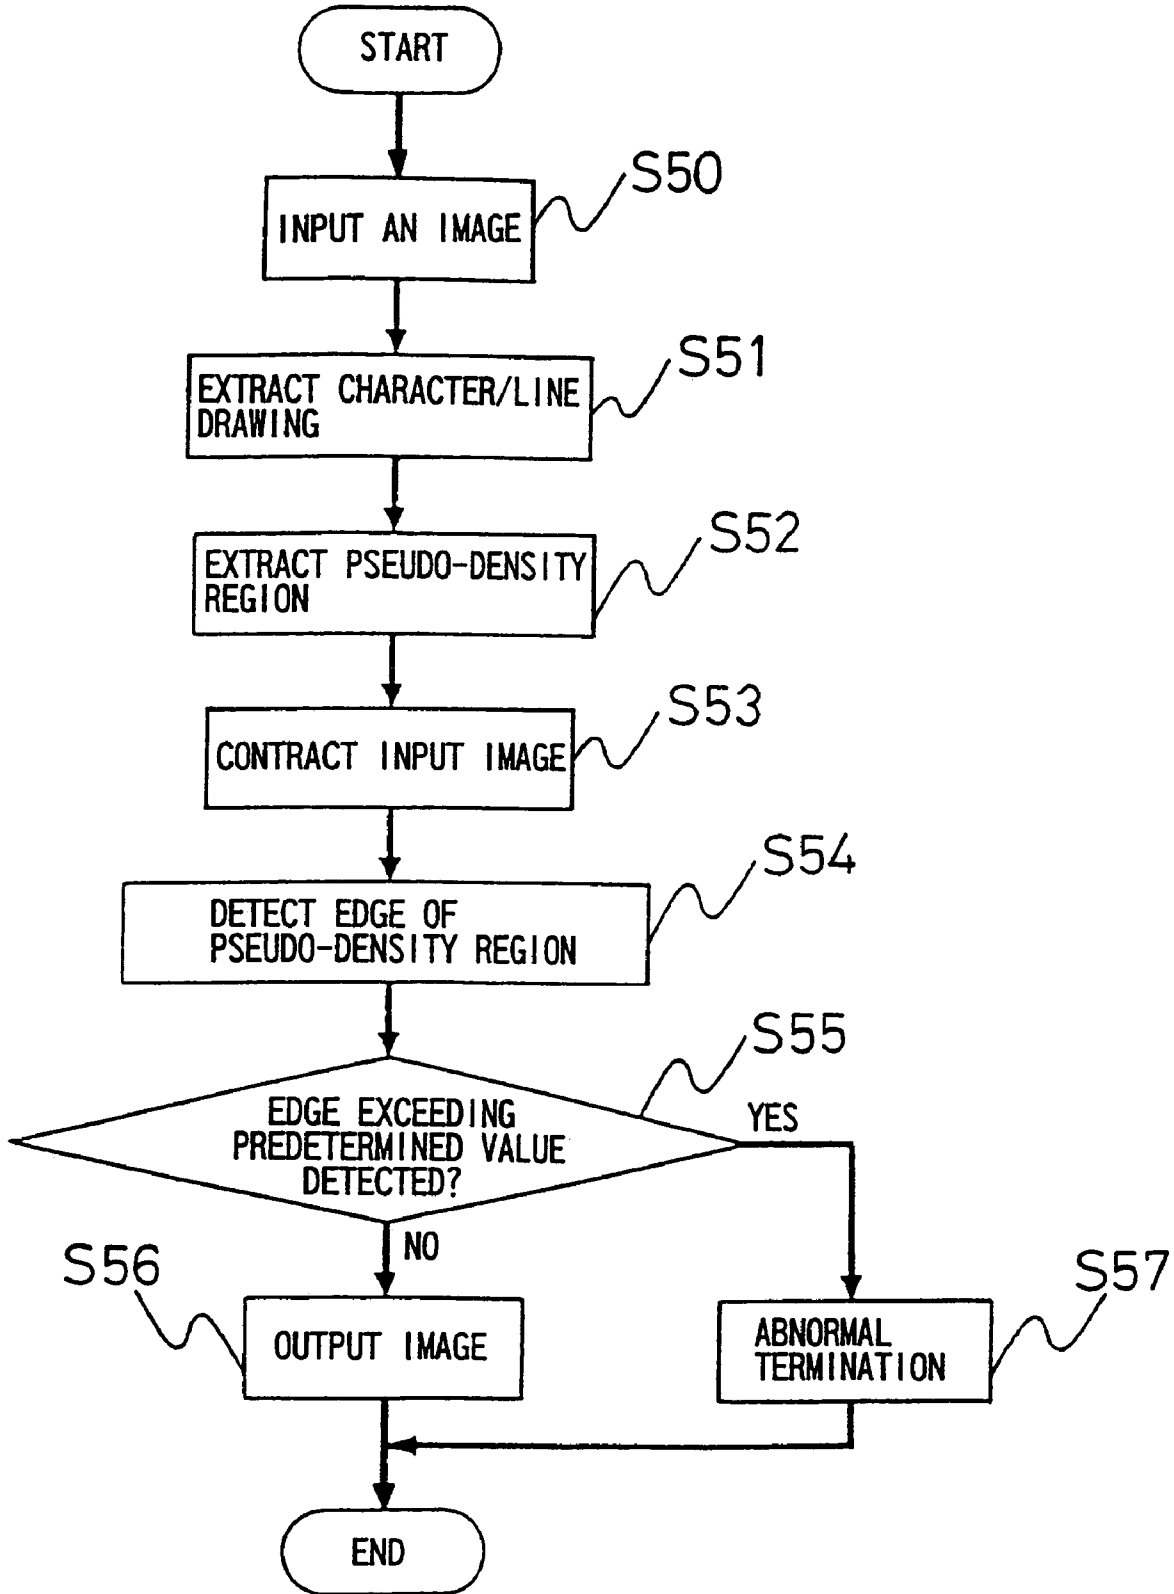 START
S50
INPUT AN IMAGE
S51
EXTRACT CHARACTER/LINE
DRAWING
S52
EXTRACT PSEUDO-DENSITY
REGION
S53
CONTRACT INPUT IMAGE
S54
DETECT EDGE OF
PSEUDO-DENSITY REGION
S55
EDGE EXCEEDING
PREDETERMINED VALUE
DETECTED?
YES
NO
S56
OUTPUT IMAGE
S57
ABNORMAL
TERMINATION
END